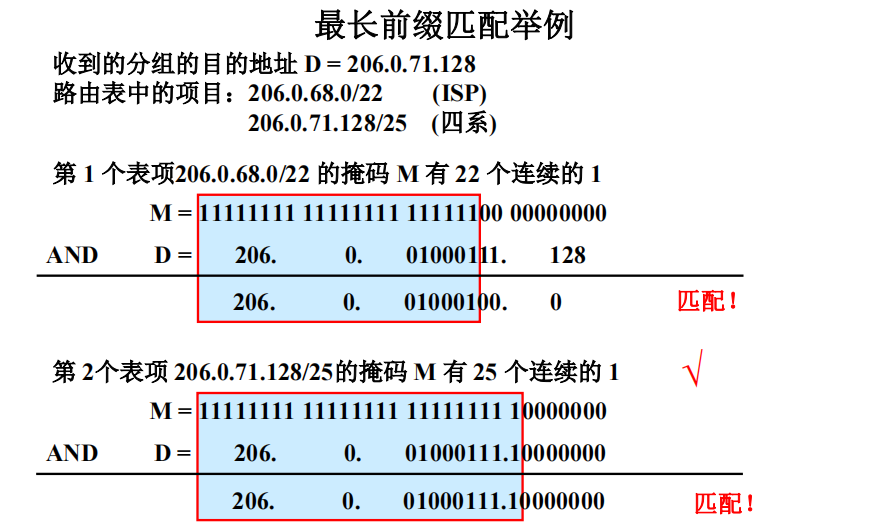 最长前缀匹配举例
收到的分组的目的地址 D = 206.0.71.128
路由表中的项目：206.0.68.0/22 (ISP)
206.0.71.128/25 (四系)
第 1 个表项206.0.68.0/22 的掩码 M 有 22 个连续的 1
M = 11111111 11111111 11111100 00000000
AND D = 206. 0. 01000111. 128
206. 0. 01000100. 0 匹配！
第 2个表项 206.0.71.128/25的掩码 M 有 25 个连续的 1 √
M = 11111111 11111111 11111111 10000000
AND D = 206. 0. 01000111.10000000
206. 0. 01000111.10000000 匹配！